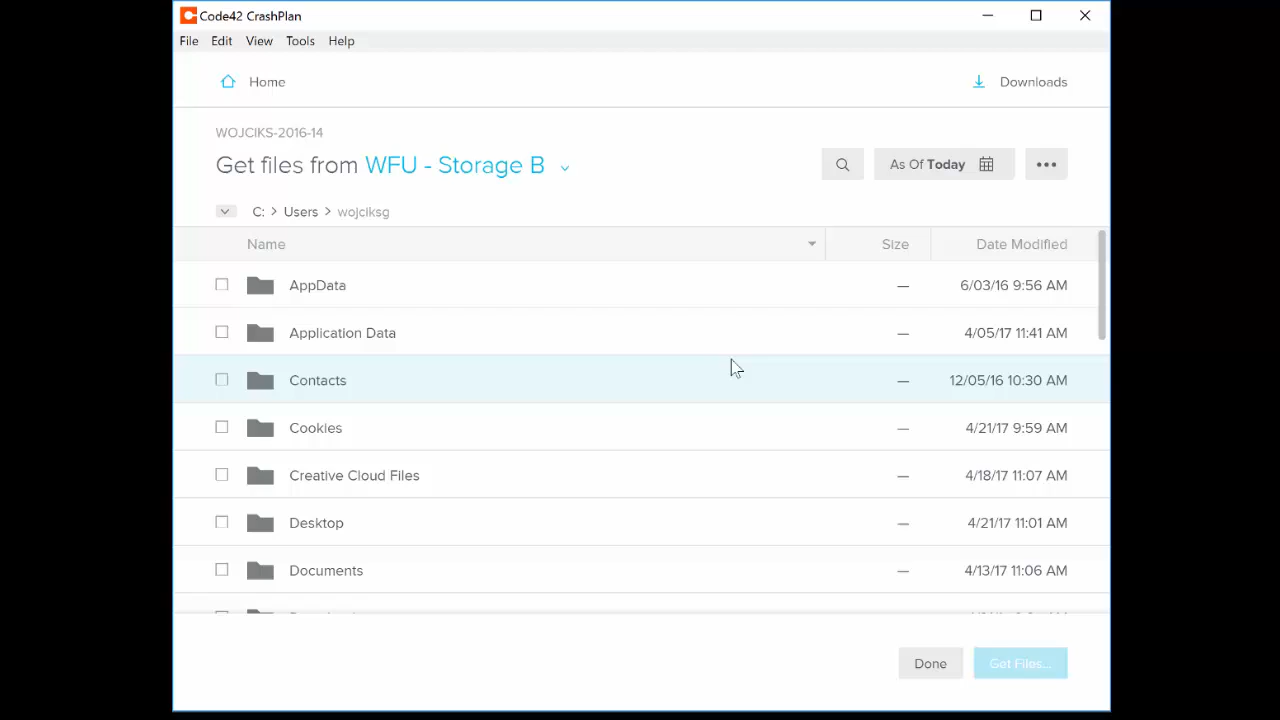 Code42 CrashPlan
File Edit View Tools Help
Home Downloads
WOJCIKS-2016-14
Get files from WFU - Storage B
As Of Today
C: > Users > wojciksg
Name Size Date Modified
AppData — 6/03/16 9:56 AM
Application Data — 4/05/17 11:41 AM
Contacts — 12/05/16 10:30 AM
Cookies — 4/21/17 9:59 AM
Creative Cloud Files — 4/18/17 11:07 AM
Desktop — 4/21/17 11:01 AM
Documents — 4/13/17 11:06 AM
Done Get Files...